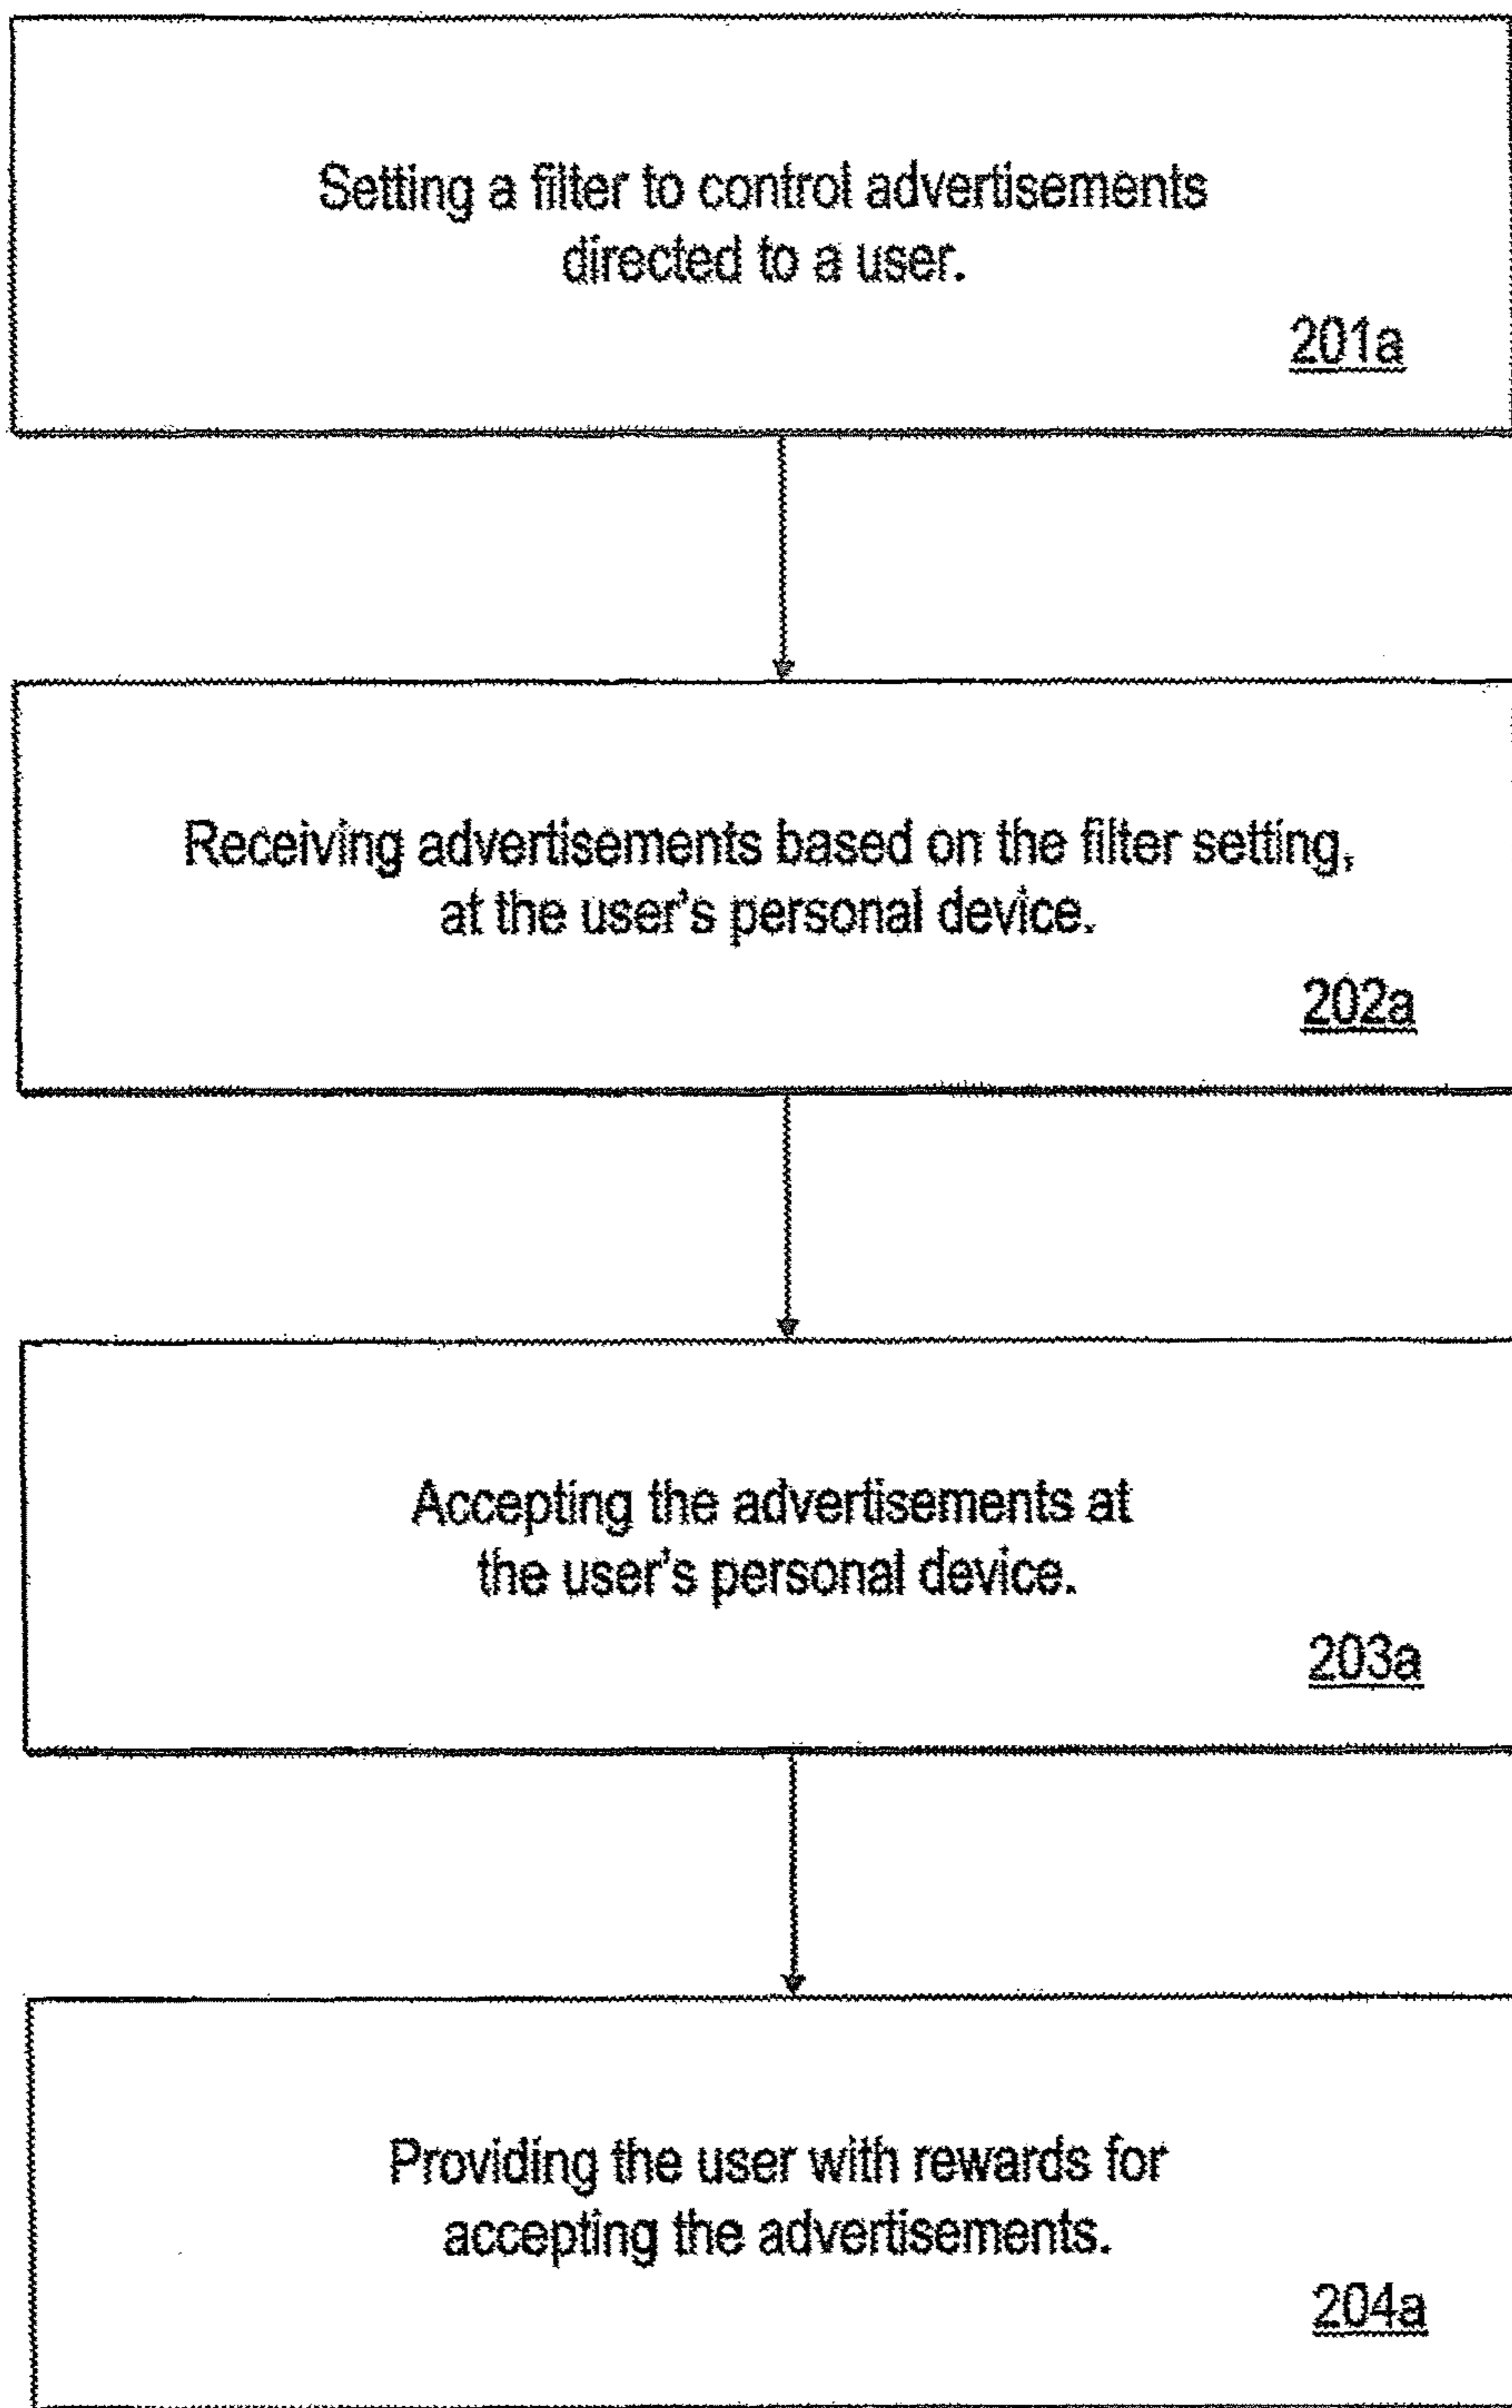 Setting a filter to control advertisements
directed to a user.
201a
Receiving advertisements based on the filter setting,
at the user's personal device.
202a
Accepting the advertisements at
the user's personal device.
203a
Providing the user with rewards for
accepting the advertisements.
204a